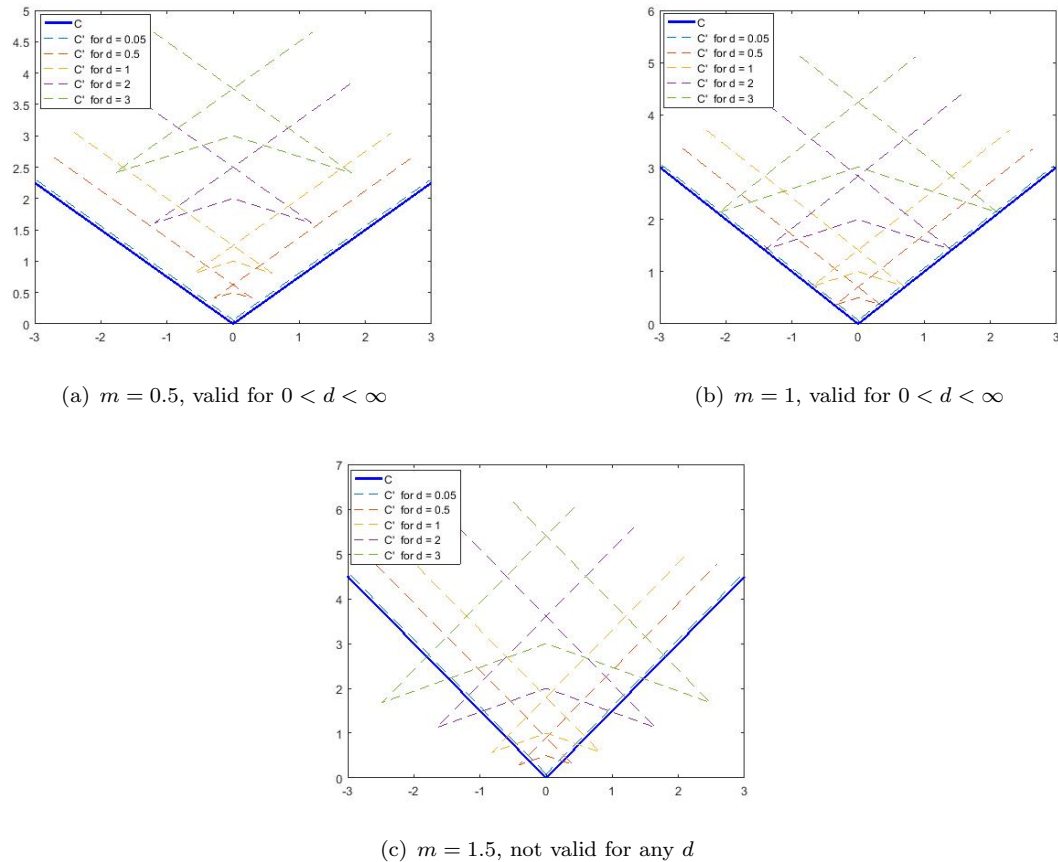 5
4.5
4
3.5
3
2.5
2
1.5
1
0.5
0
-3 -2 -1 0 1 2 3
C
C' for d = 0.05
C' for d = 0.5
C' for d = 1
C' for d = 2
C' for d = 3
(a) m = 0.5, valid for 0 < d < ∞
6
5
4
3
2
1
0
-3 -2 -1 0 1 2 3
C
C' for d = 0.05
C' for d = 0.5
C' for d = 1
C' for d = 2
C' for d = 3
(b) m = 1, valid for 0 < d < ∞
7
6
5
4
3
2
1
0
-3 -2 -1 0 1 2 3
C
C' for d = 0.05
C' for d = 0.5
C' for d = 1
C' for d = 2
C' for d = 3
(c) m = 1.5, not valid for any d